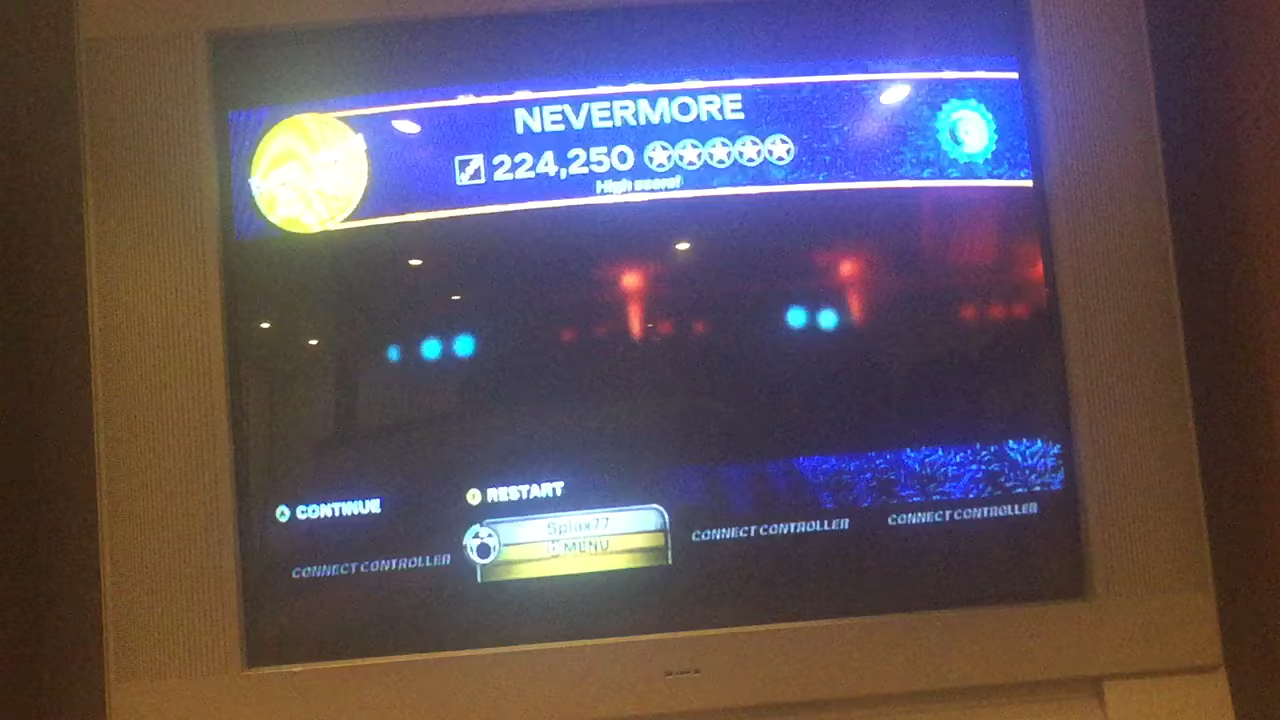 NEVERMORE
224,250
High score!
RESTART
CONTINUE
Splax77
MENU
CONNECT CONTROLLER
CONNECT CONTROLLER
CONNECT CONTROLLER